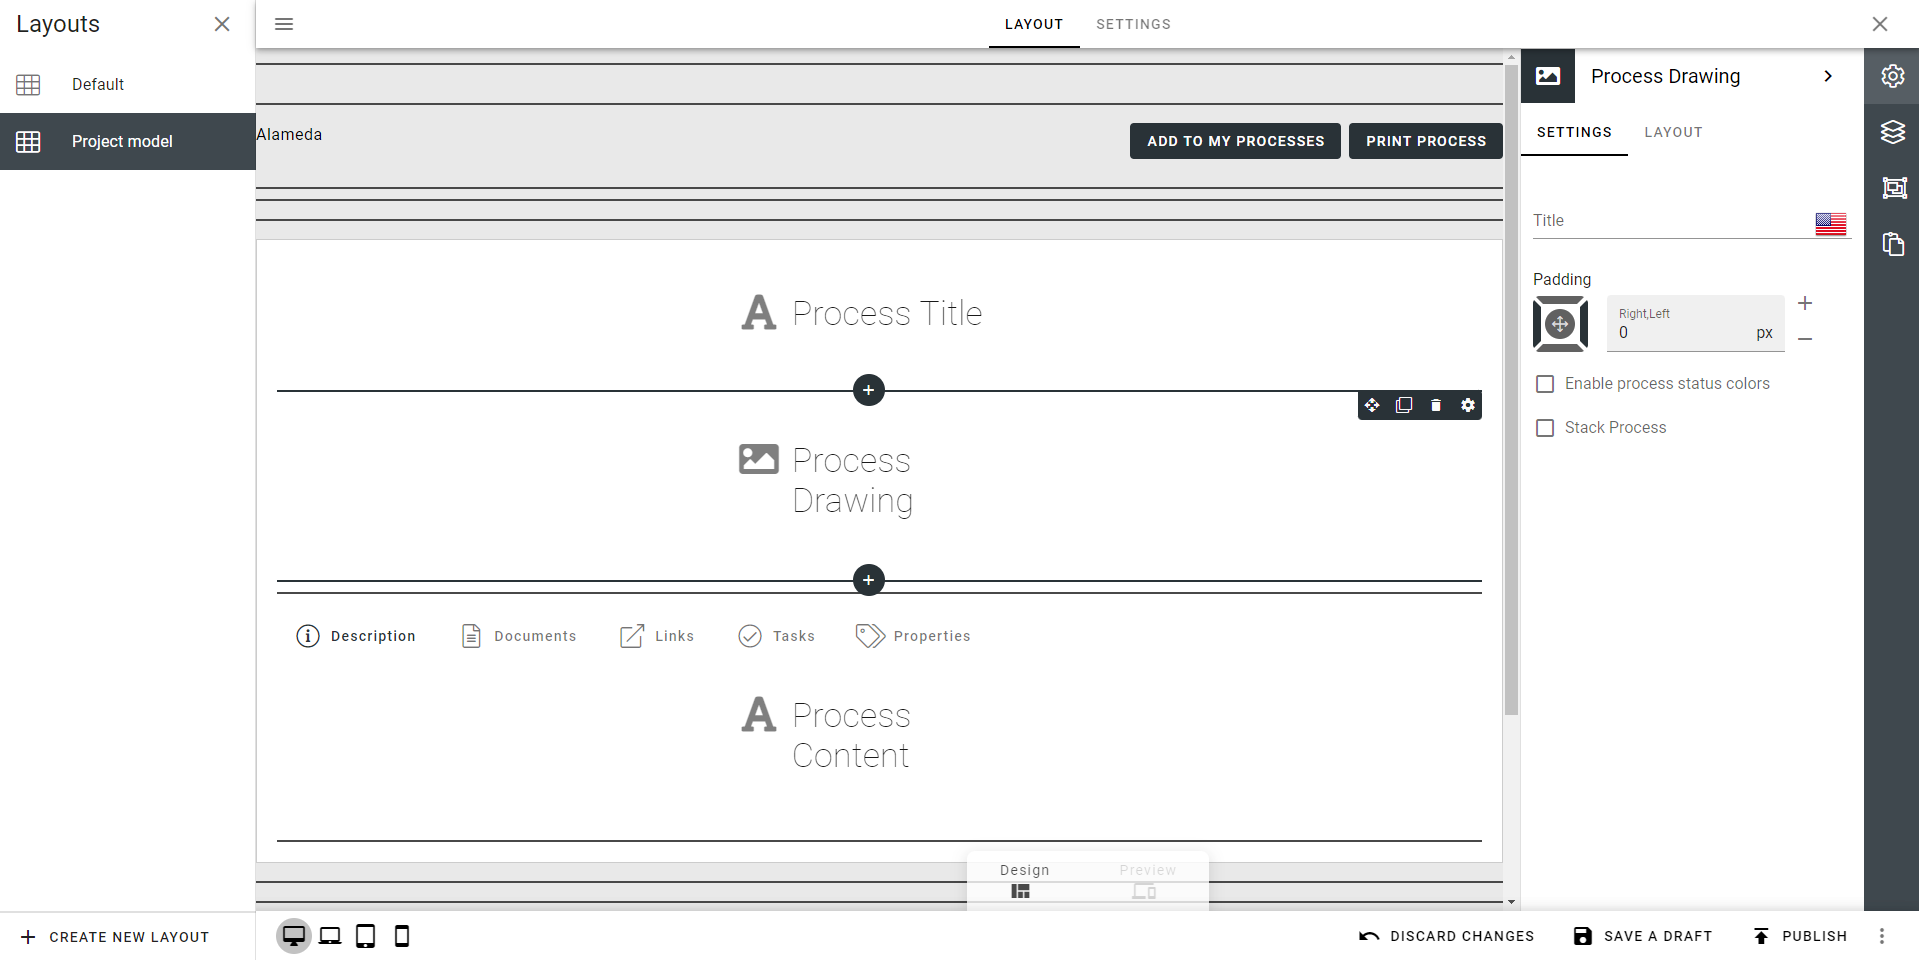 Layouts
Default
Project model
CREATE NEW LAYOUT
LAYOUT SETTINGS
Alameda
ADD TO MY PROCESSES PRINT PROCESS
Process Title
Process
Drawing
Description Documents Links Tasks Properties
Process
Content
Design Preview
Process Drawing
SETTINGS LAYOUT
Title
Padding
Right,Left
0 px
Enable process status colors
Stack Process
DISCARD CHANGES SAVE A DRAFT PUBLISH